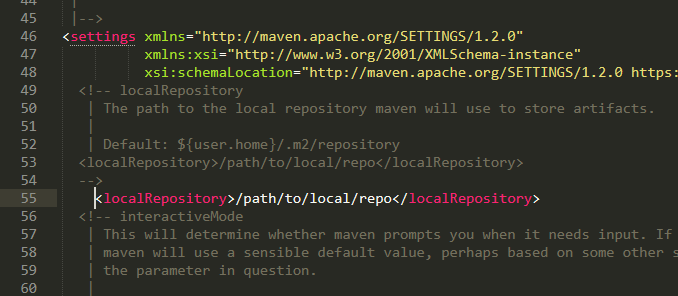 44 |
45 |-->
46 <settings xmlns="http://maven.apache.org/SETTINGS/1.2.0"
47 xmlns:xsi="http://www.w3.org/2001/XMLSchema-instance"
48 xsi:schemaLocation="http://maven.apache.org/SETTINGS/1.2.0 https:
49 <!-- localRepository
50 | The path to the local repository maven will use to store artifacts.
51 |
52 | Default: ${user.home}/.m2/repository
53 <localRepository>/path/to/local/repo</localRepository>
54 -->
55 <localRepository>/path/to/local/repo</localRepository>
56 <!-- interactiveMode
57 | This will determine whether maven prompts you when it needs input. If
58 | maven will use a sensible default value, perhaps based on some other s
59 | the parameter in question.
60 |